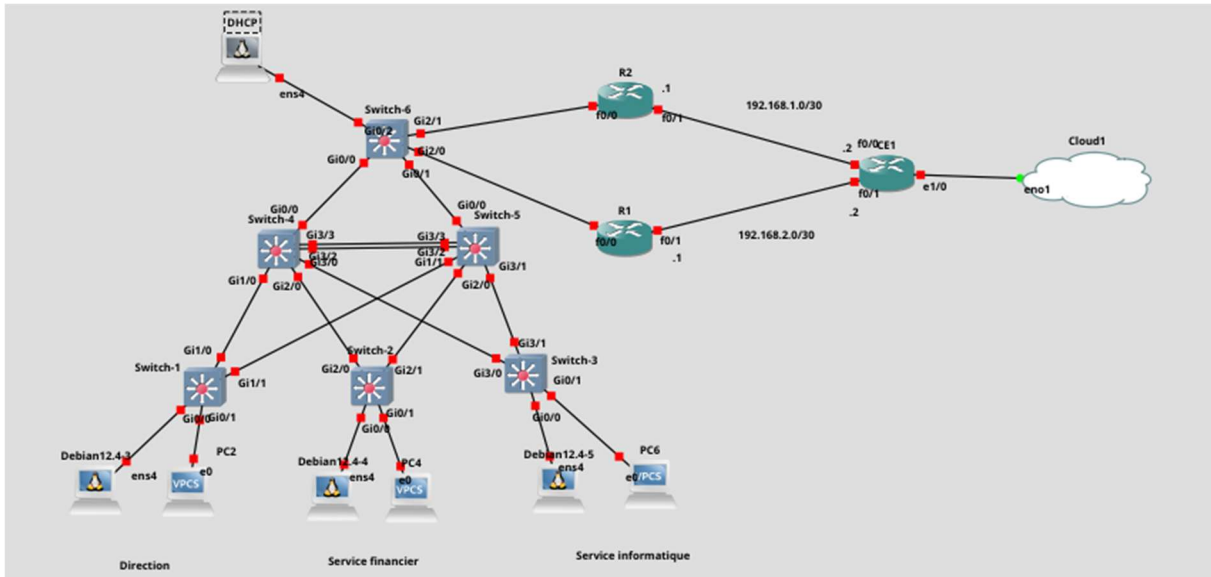 DHCP
ens4
Switch-6
Gi0/2
Gi2/1
Gi2/0
Gi0/0
Gi0/1
R2
.1
f0/0
f0/1
192.168.1.0/30
.2
f0/0
CE1
f0/1
.2
e1/0
Cloud1
eno1
R1
f0/0
f0/1
.1
192.168.2.0/30
Gi0/0
Switch-4
Gi3/3
Gi3/2
Gi3/0
Gi1/0
Gi2/0
Gi0/0
Switch-5
Gi3/3
Gi3/2
Gi1/1
Gi3/1
Gi2/0
Gi1/0
Switch-1
Gi1/1
Gi0/0
Gi0/1
Switch-2
Gi2/0
Gi2/1
Gi0/1
Gi0/0
Gi3/1
Switch-3
Gi3/0
Gi0/1
Gi0/0
Debian12.4-3
ens4
PC2
e0
VPCS
Debian12.4-4
ens4
PC4
e0
VPCS
Debian12.4-5
ens4
PC6
e0
VPCS
Direction
Service financier
Service informatique